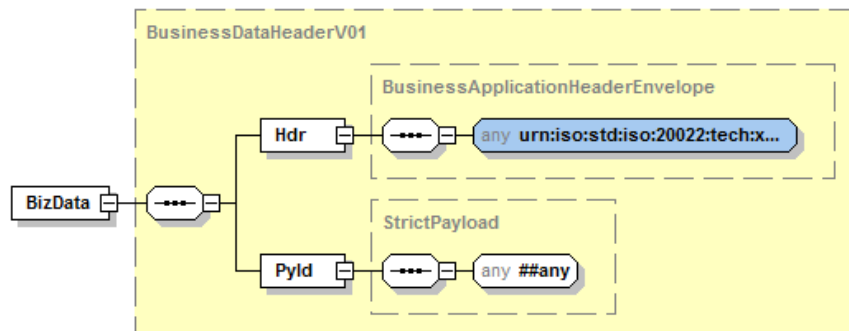 BusinessDataHeaderV01
BusinessApplicationHeaderEnvelope
Hdr
any urn:iso:std:iso:20022:tech:x...
BizData
StrictPayload
Pyld
any ##any